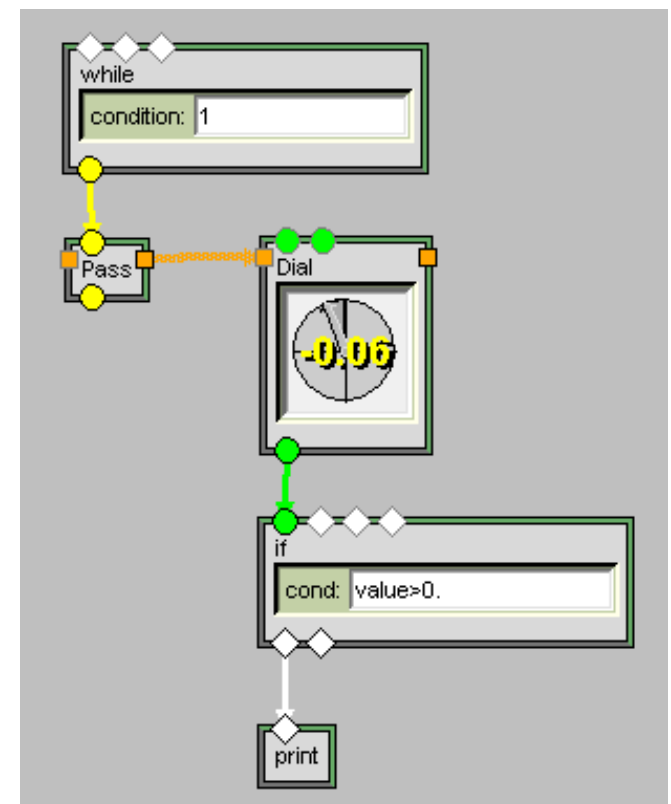 while
condition: 1
Pass
Dial
-0.06
if
cond: value>0.
print